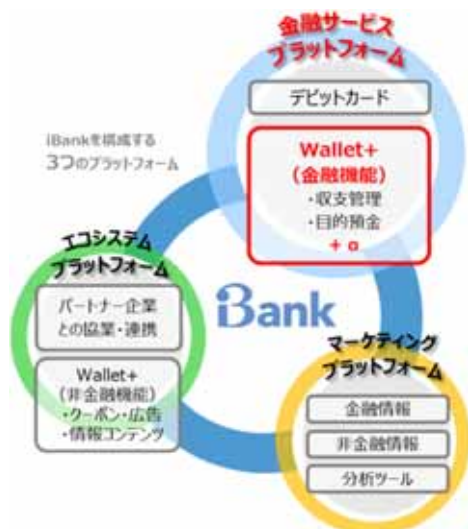 金融サービス
プラットフォーム
デビットカード
Wallet+
(金融機能)
・収支管理
・目的預金
+ α
iBankを構成する
3つのプラットフォーム
エコシステム
プラットフォーム
パートナー企業
との協業・連携
Wallet+
(非金融機能)
・クーポン・広告
・情報コンテンツ
iBank
マーケティング
プラットフォーム
金融情報
非金融情報
分析ツール